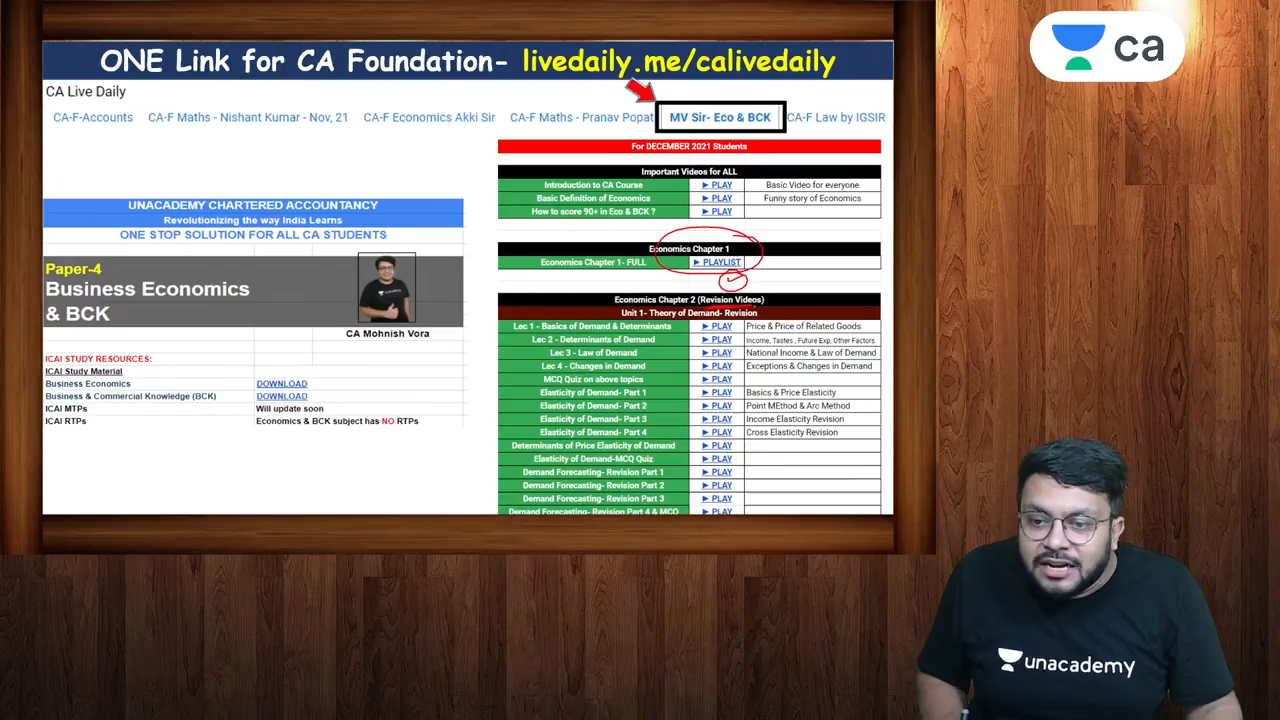 ONE Link for CA Foundation- livedaily.me/calivedaily
ca
CA Live Daily
CA-F-Accounts
CA-F Maths - Nishant Kumar - Nov, 21
CA-F Economics Akki Sir
CA-F Maths - Pranav Popat
MV Sir- Eco & BCK
CA-F Law by IGSIR
UNACADEMY CHARTERED ACCOUNTANCY
Revolutionizing the way India Learns
ONE STOP SOLUTION FOR ALL CA STUDENTS
Paper-4
Business Economics
& BCK
CA Mohnish Vora
ICAI STUDY RESOURCES:
ICAI Study Material
Business Economics DOWNLOAD
Business & Commercial Knowledge (BCK) DOWNLOAD
ICAI MTPs Will update soon
ICAI RTPs Economics & BCK subject has NO RTPs
For DECEMBER 2021 Students
Important Videos for ALL
Introduction to CA Course ► PLAY Basic Video for everyone
Basic Definition of Economics ► PLAY Funny story of Economics
How to score 90+ in Eco & BCK ? ► PLAY
Economics Chapter 1
Economics Chapter 1- FULL ► PLAYLIST
Economics Chapter 2 (Revision Videos)
Unit 1- Theory of Demand- Revision
Lec 1 - Basics of Demand & Determinants ► PLAY Price & Price of Related Goods
Lec 2 - Determinants of Demand ► PLAY Income, Tastes , Future Exp, Other Factors
Lec 3 - Law of Demand ► PLAY National Income & Law of Demand
Lec 4 - Changes in Demand ► PLAY Exceptions & Changes in Demand
MCQ Quiz on above topics ► PLAY
Elasticity of Demand- Part 1 ► PLAY Basics & Price Elasticity
Elasticity of Demand- Part 2 ► PLAY Point MEthod & Arc Method
Elasticity of Demand- Part 3 ► PLAY Income Elasticity Revision
Elasticity of Demand- Part 4 ► PLAY Cross Elasticity Revision
Determinants of Price Elasticity of Demand ► PLAY
Elasticity of Demand-MCQ Quiz ► PLAY
Demand Forecasting- Revision Part 1 ► PLAY
Demand Forecasting- Revision Part 2 ► PLAY
Demand Forecasting- Revision Part 3 ► PLAY
Demand Forecasting- Revision Part 4 & MCQ ► PLAY
unacademy